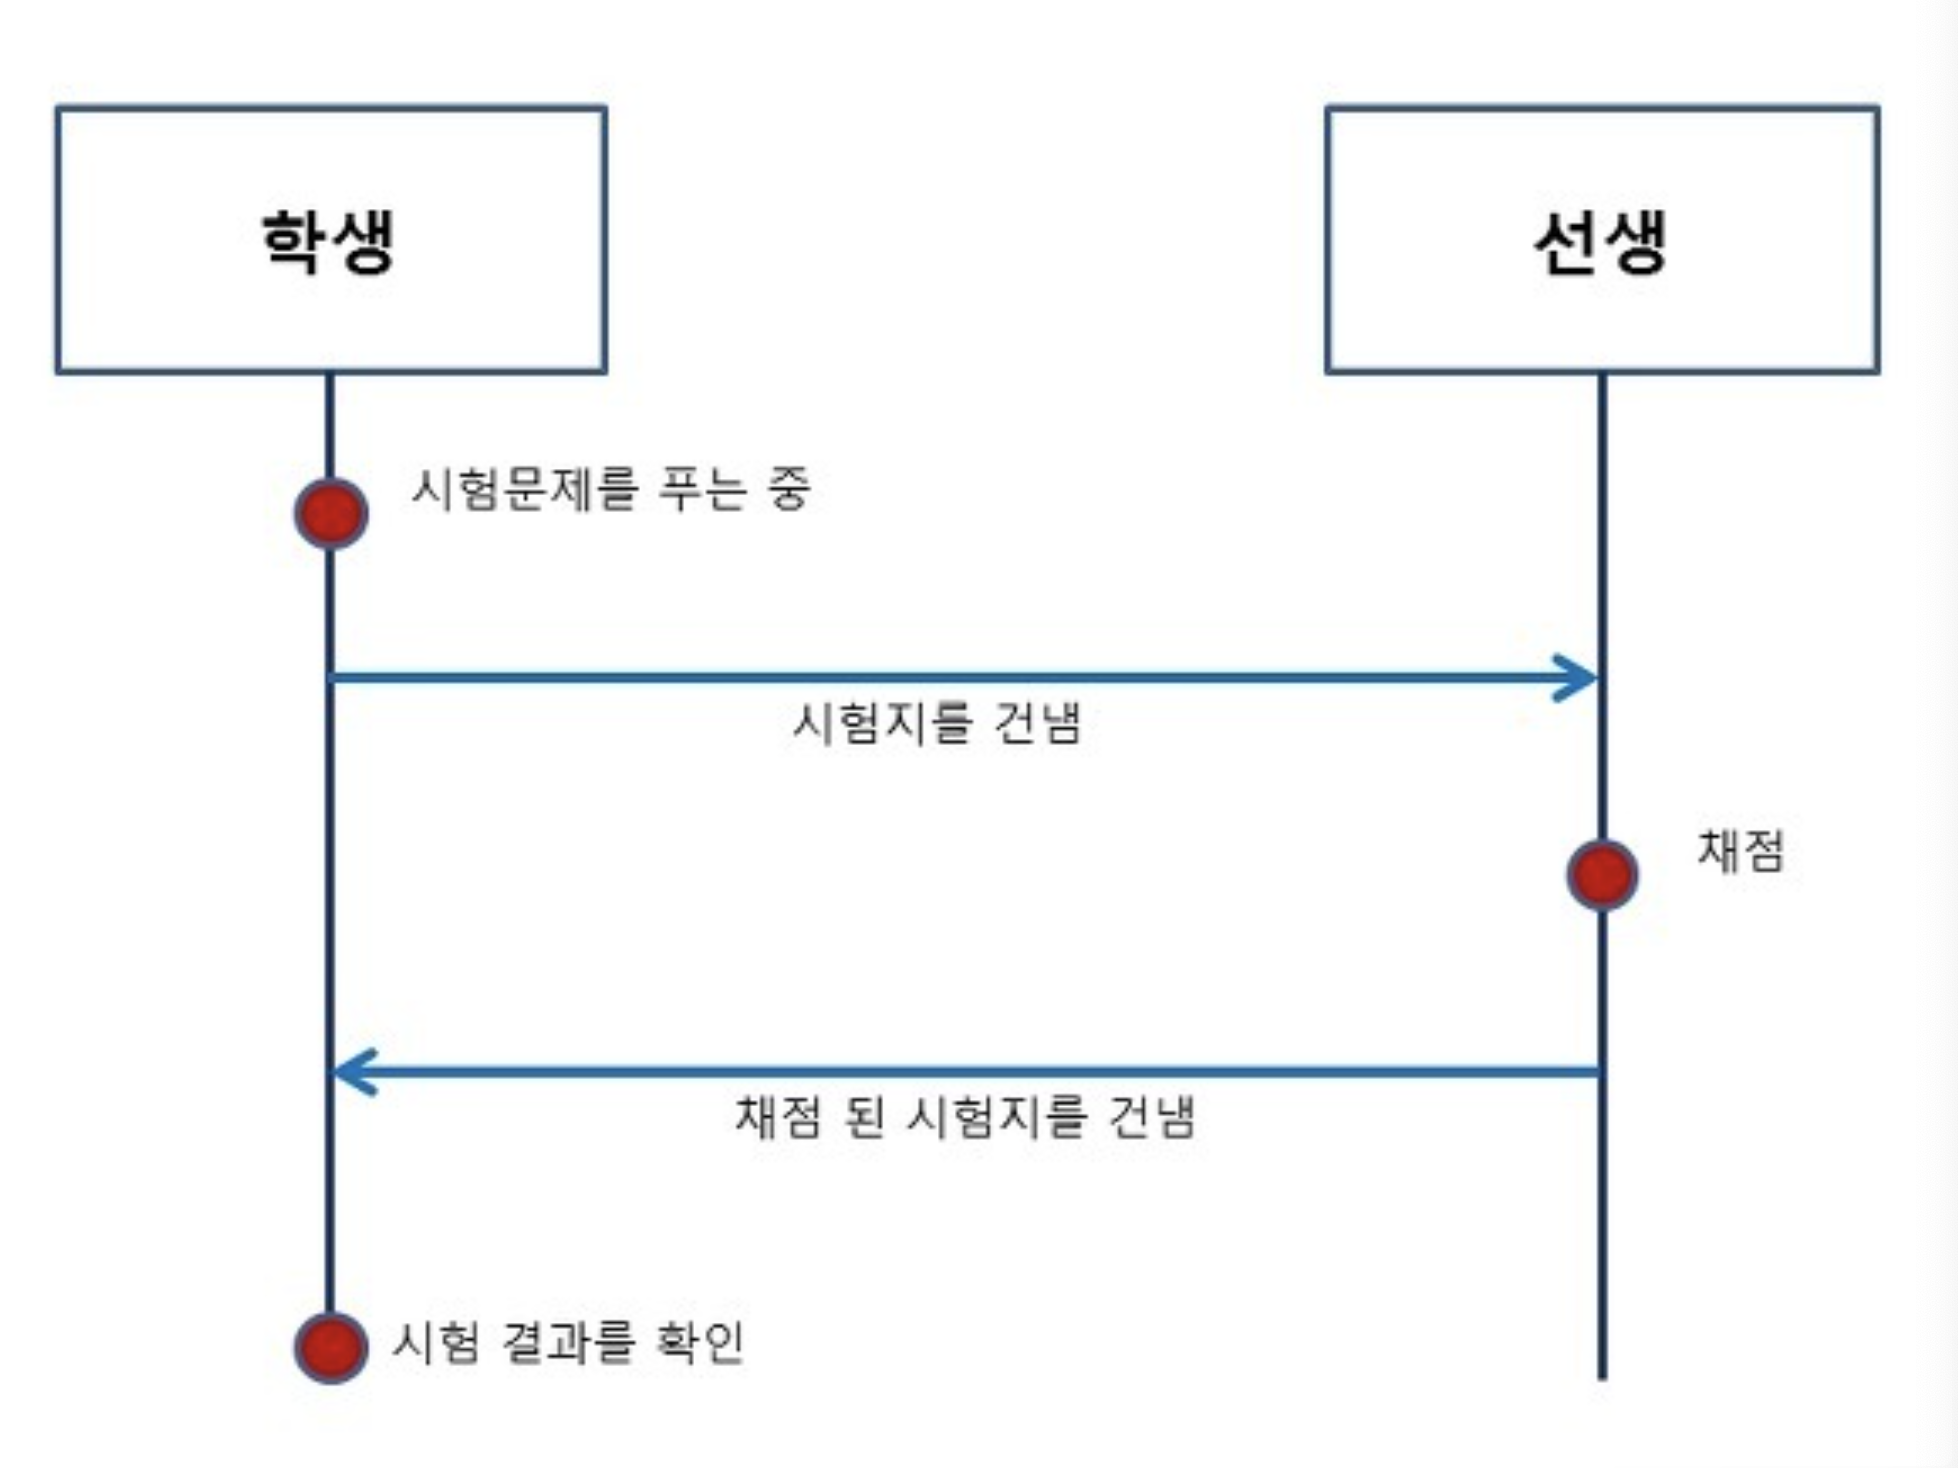 학생
선생
시험문제를 푸는 중
시험지를 건냄
채점
채점 된 시험지를 건냄
시험 결과를 확인